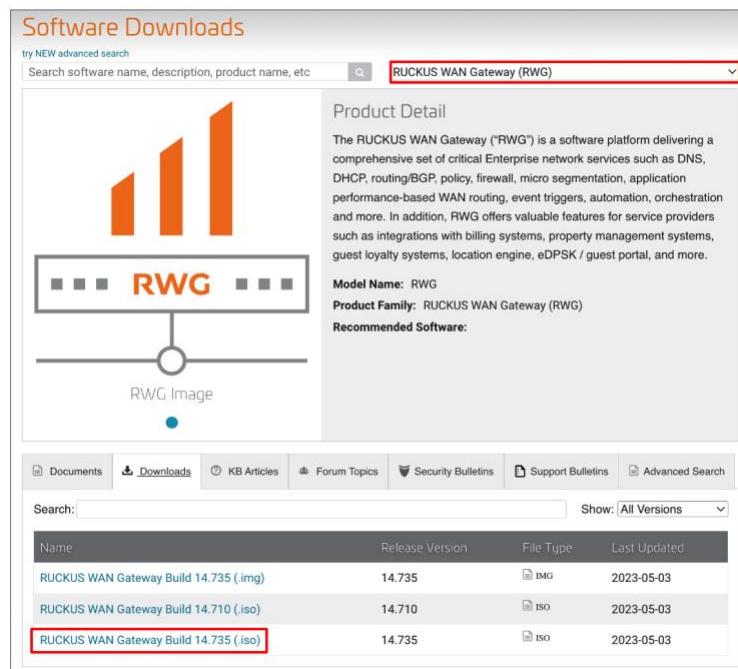 Software Downloads
try NEW advanced search
Search software name, description, product name, etc
RUCKUS WAN Gateway (RWG)
Product Detail
The RUCKUS WAN Gateway (“RWG”) is a software platform delivering a
comprehensive set of critical Enterprise network services such as DNS,
DHCP, routing/BGP, policy, firewall, micro segmentation, application
performance-based WAN routing, event triggers, automation, orchestration
and more. In addition, RWG offers valuable features for service providers
such as integrations with billing systems, property management systems,
guest loyalty systems, location engine, eDPSK / guest portal, and more.
Model Name: RWG
Product Family: RUCKUS WAN Gateway (RWG)
Recommended Software:
RWG
RWG Image
Documents Downloads KB Articles Forum Topics Security Bulletins Support Bulletins Advanced Search
Search: Show: All Versions
Name Release Version File Type Last Updated
RUCKUS WAN Gateway Build 14.735 (.img) 14.735 IMG 2023-05-03
RUCKUS WAN Gateway Build 14.710 (.iso) 14.710 ISO 2023-05-03
RUCKUS WAN Gateway Build 14.735 (.iso) 14.735 ISO 2023-05-03